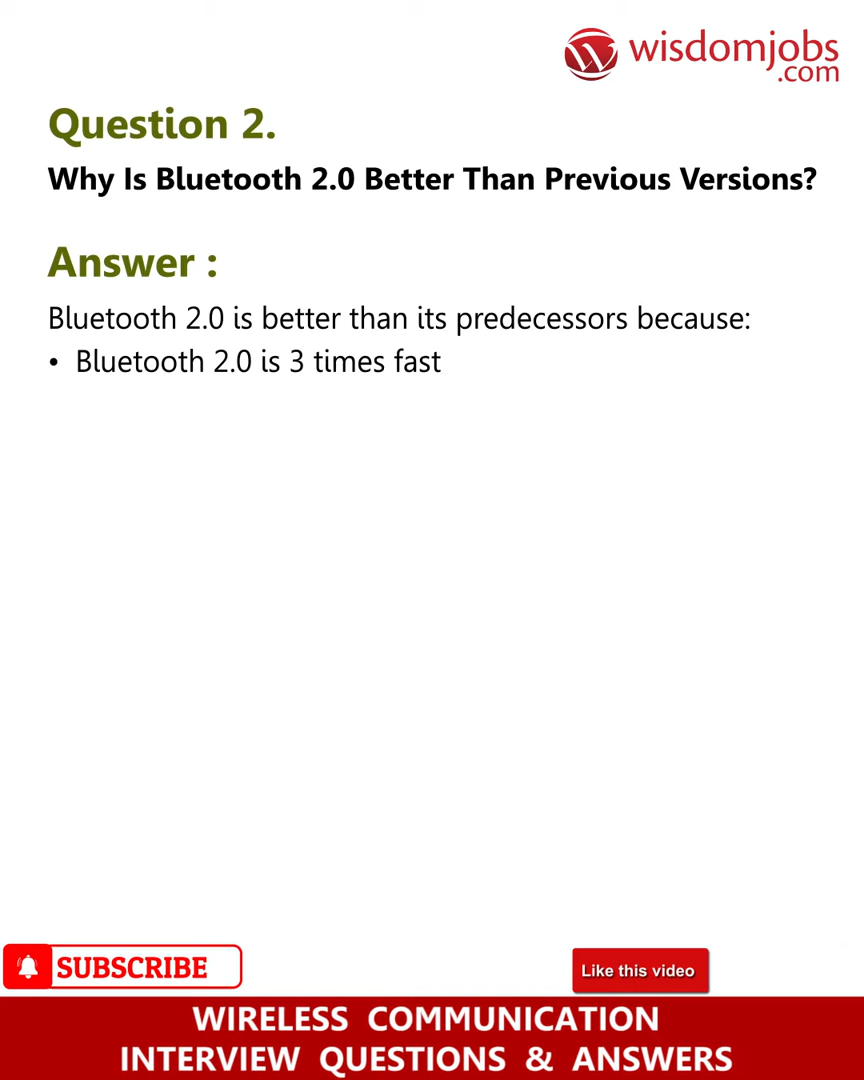 wisdomjobs
.com
Question 2.
Why Is Bluetooth 2.0 Better Than Previous Versions?
Answer :
Bluetooth 2.0 is better than its predecessors because:
• Bluetooth 2.0 is 3 times fast
SUBSCRIBE
Like this video
WIRELESS COMMUNICATION
INTERVIEW QUESTIONS & ANSWERS